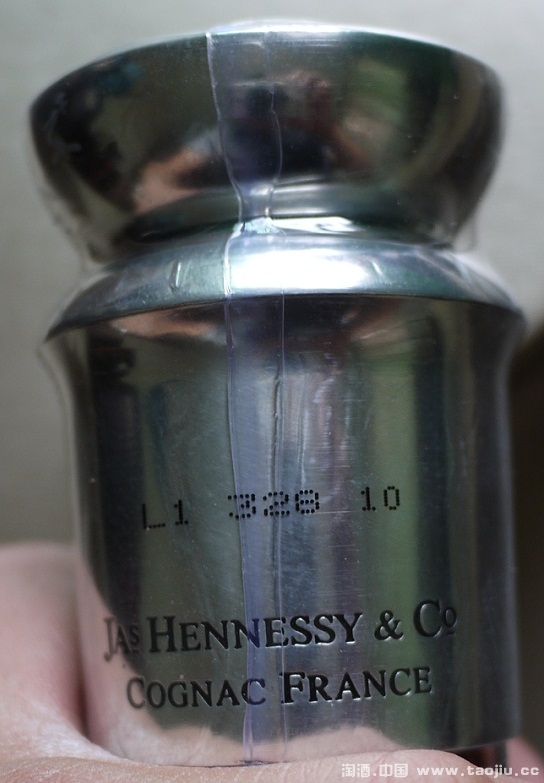 L1 328 10
JAS HENNESSY & CO
COGNAC FRANCE
淘酒.中国 www.taojiu.cc